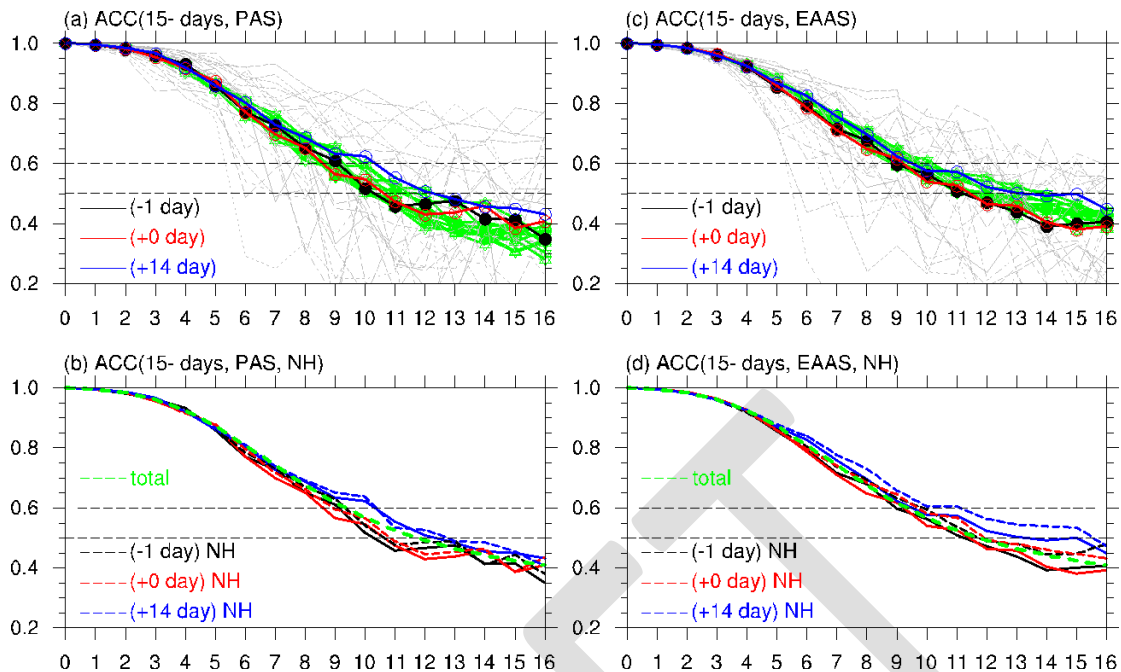 (a) ACC(15- days, PAS)
1.0
0.8
0.6
0.4
0.2
(-1 day)
(+0 day)
(+14 day)
0 1 2 3 4 5 6 7 8 9 10 11 12 13 14 15 16
(c) ACC(15- days, EAAS)
1.0
0.8
0.6
0.4
0.2
(-1 day)
(+0 day)
(+14 day)
0 1 2 3 4 5 6 7 8 9 10 11 12 13 14 15 16
(b) ACC(15- days, PAS, NH)
1.0
0.8
0.6
0.4
0.2
total
(-1 day) NH
(+0 day) NH
(+14 day) NH
0 1 2 3 4 5 6 7 8 9 10 11 12 13 14 15 16
(d) ACC(15- days, EAAS, NH)
1.0
0.8
0.6
0.4
0.2
total
(-1 day) NH
(+0 day) NH
(+14 day) NH
0 1 2 3 4 5 6 7 8 9 10 11 12 13 14 15 16